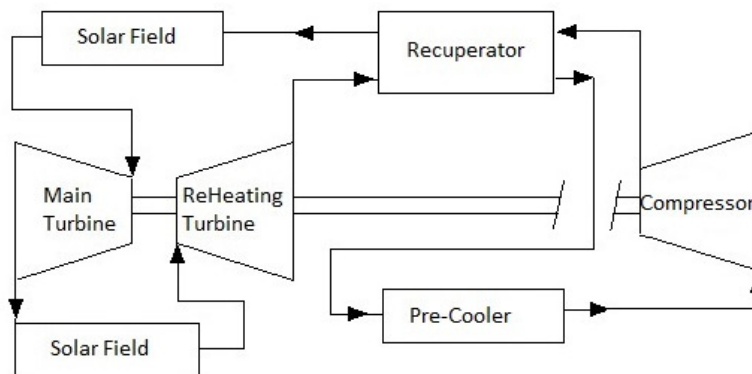 Solar Field
Recuperator
Main
Turbine
ReHeating
Turbine
Compressor
Pre-Cooler
Solar Field